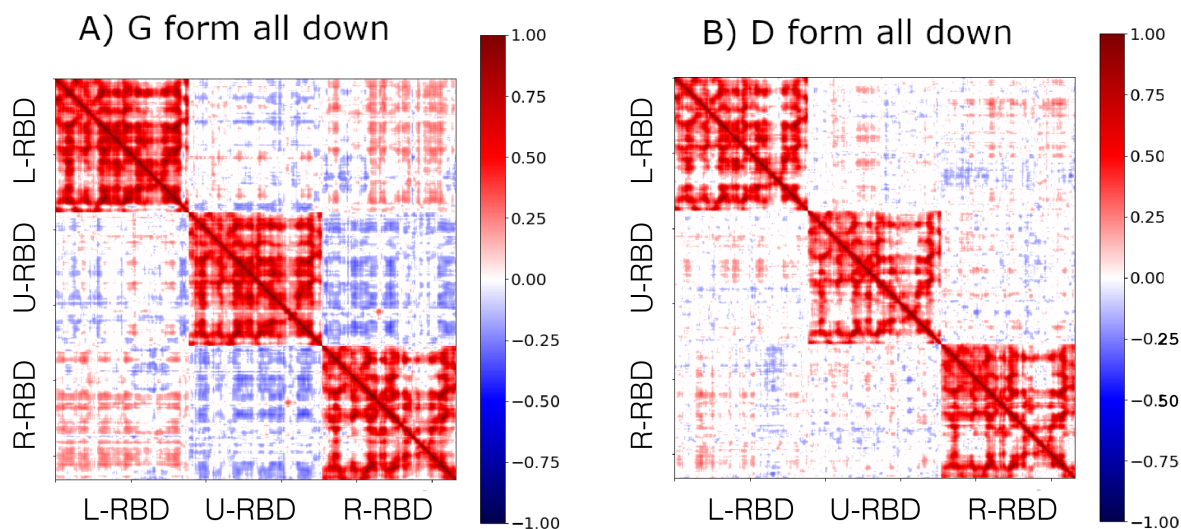 A) G form all down
L-RBD
U-RBD
R-RBD
L-RBD U-RBD R-RBD
1.00
0.75
0.50
0.25
0.00
−0.25
−0.50
−0.75
−1.00
B) D form all down
L-RBD
U-RBD
R-RBD
L-RBD U-RBD R-RBD
1.00
0.75
0.50
0.25
0.00
−0.25
−0.50
−0.75
−1.00